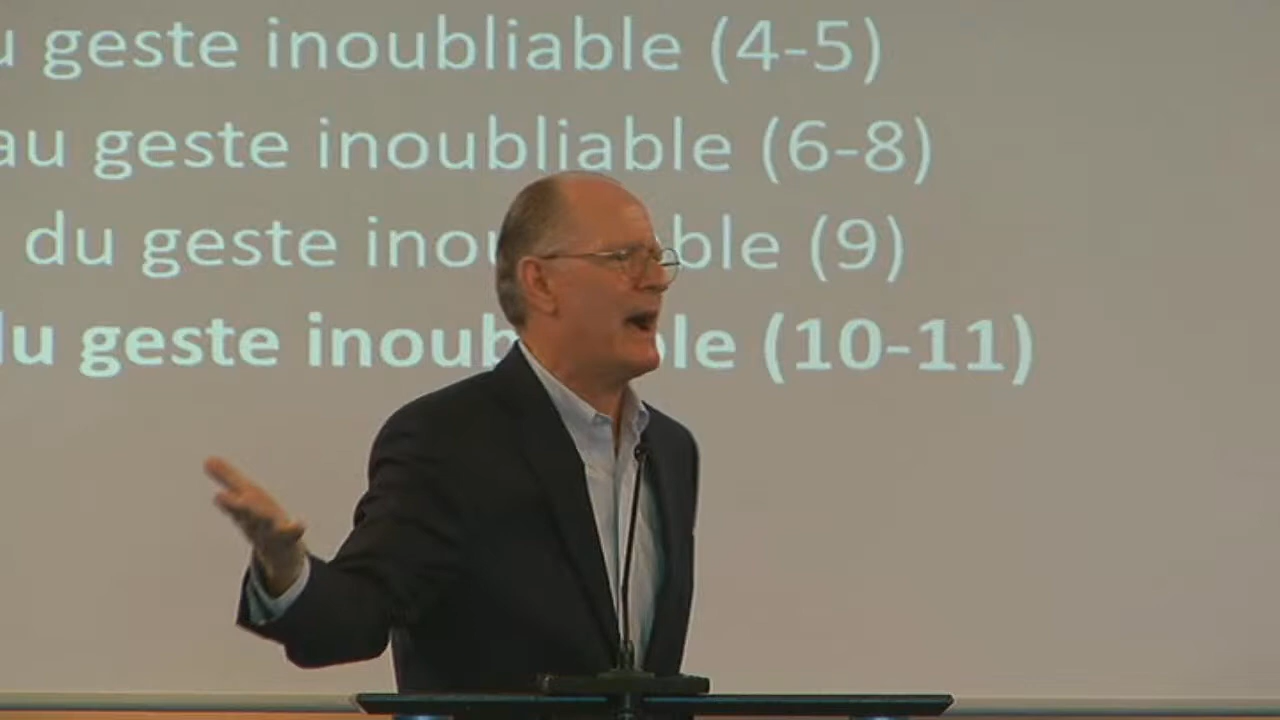 geste inoubliable (4-5)
au geste inoubliable (6-8)
du geste (9)
du geste (10-11)